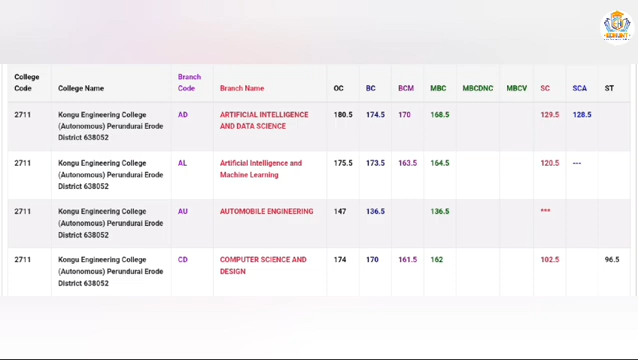 College Code College Name Branch Code Branch Name OC BC BCM MBC MBCDNC MBCV SC SCA ST
2711 Kongu Engineering College (Autonomous) Perundurai Erode District 638052 AD ARTIFICIAL INTELLIGENCE AND DATA SCIENCE 180.5 174.5 170 168.5 129.5 128.5
2711 Kongu Engineering College (Autonomous) Perundurai Erode District 638052 AL Artificial Intelligence and Machine Learning 175.5 173.5 163.5 164.5 120.5 ---
2711 Kongu Engineering College (Autonomous) Perundurai Erode District 638052 AU AUTOMOBILE ENGINEERING 147 136.5 136.5 ***
2711 Kongu Engineering College (Autonomous) Perundurai Erode District 638052 CD COMPUTER SCIENCE AND DESIGN 174 170 161.5 162 102.5 96.5